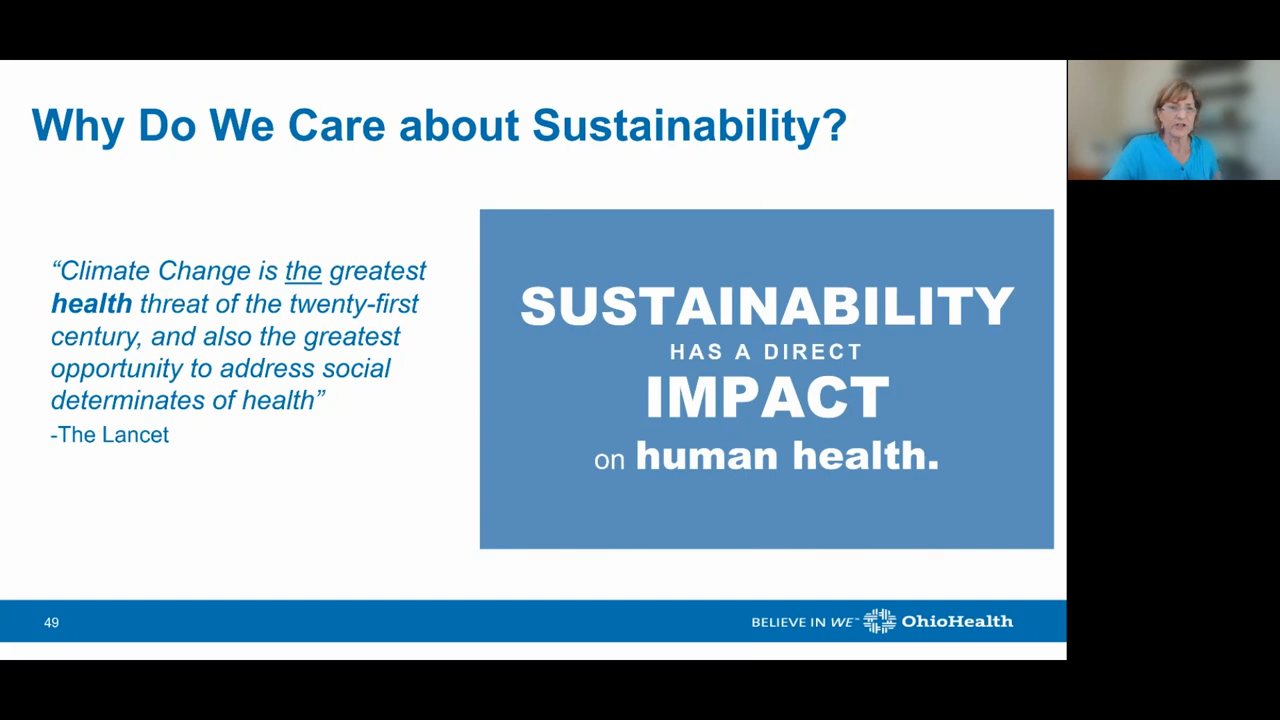 Why Do We Care about Sustainability?
“Climate Change is the greatest
health threat of the twenty-first
century, and also the greatest
opportunity to address social
determinates of health”
-The Lancet
SUSTAINABILITY
HAS A DIRECT
IMPACT
on human health.
49
BELIEVE IN WE™ OhioHealth